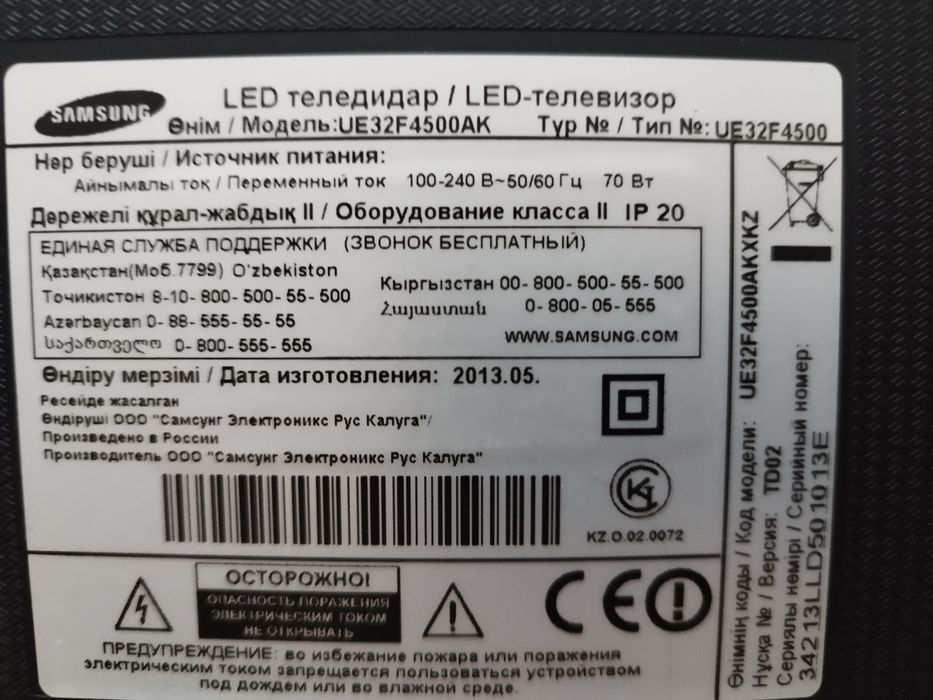 SAMSUNG
LED теледидар / LED-телевизор
Өнім / Модель:UE32F4500AK Түр № / Тип №: UE32F4500
Нәр беруші / Источник питания:
Айнымалы ток / Переменный ток 100-240 В~50/60 Гц 70 Вт
Дәрежелі құрал-жабдық II / Оборудование класса II IP 20
ЕДИНАЯ СЛУЖБА ПОДДЕРЖКИ (ЗВОНОК БЕСПЛАТНЫЙ)
Қазақстан(Моб.7799) O'zbekiston
Тоҷикистон 8-10-800-500-55-500
Кыргызстан 00-800-500-55-500
Azərbaycan 0-88-555-55-55
Հայաստան 0-800-05-555
საქართველო 0-800-555-555
WWW.SAMSUNG.COM
Өндіру мерзімі / Дата изготовления: 2013.05.
Ресейде жасалган
Өндіруші ООО "Самсунг Электроникс Рус Калуга"/
Произведено в России
Производитель ООО "Самсунг Электроникс Рус Калуга"
KZ.O.02.0072
ОСТОРОЖНО!
ОПАСНОСТЬ ПОРАЖЕНИЯ
ЭЛЕКТРИЧЕСКИМ ТОКОМ
НЕ ОТКРЫВАТЬ
CE
ПРЕДУПРЕЖДЕНИЕ: во избежание пожара или поражения
электрическим током запрещается пользоваться устройством
под дождем или во влажной среде.
Өнімнің коды / Код модели: UE32F4500AKXKZ
Нұсқа № / Версия: TD02
Сериялы нөмірі / Серийный номер:
34213LLD501013E